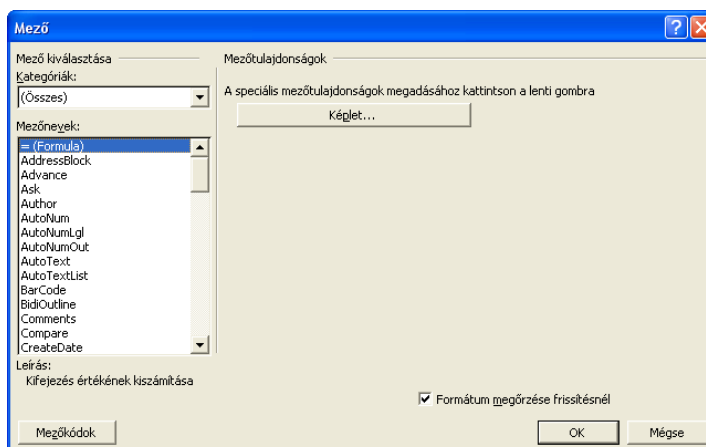 Mező
Mező kiválasztása
Mezőtulajdonságok
Kategóriák:
(Összes)
A speciális mezőtulajdonságok megadásához kattintson a lenti gombra
Képlet...
Mezőnevek:
= (Formula)
AddressBlock
Advance
Ask
Author
AutoNum
AutoNumLgl
AutoNumOut
AutoText
AutoTextList
BarCode
BidiOutline
Comments
Compare
CreateDate
Leírás:
Kifejezés értékének kiszámítása
Formátum megőrzése frissítésnél
Mezőkódok
OK
Mégse